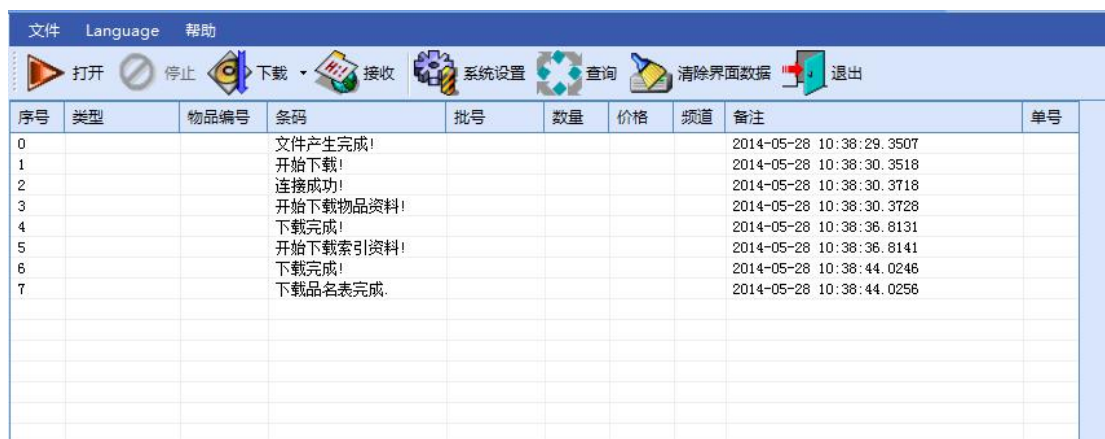 文件 Language 帮助
打开 停止 下载 接收 系统设置 查询 清除界面数据 退出
序号 类型 物品编号 条码 批号 数量 价格 频道 备注 单号
0 文件产生完成! 2014-05-28 10:38:29.3507
1 开始下载! 2014-05-28 10:38:30.3518
2 连接成功! 2014-05-28 10:38:30.3718
3 开始下载物品资料! 2014-05-28 10:38:30.3728
4 下载完成! 2014-05-28 10:38:36.8131
5 开始下载索引资料! 2014-05-28 10:38:36.8141
6 下载完成! 2014-05-28 10:38:44.0246
7 下载品名表完成. 2014-05-28 10:38:44.0256